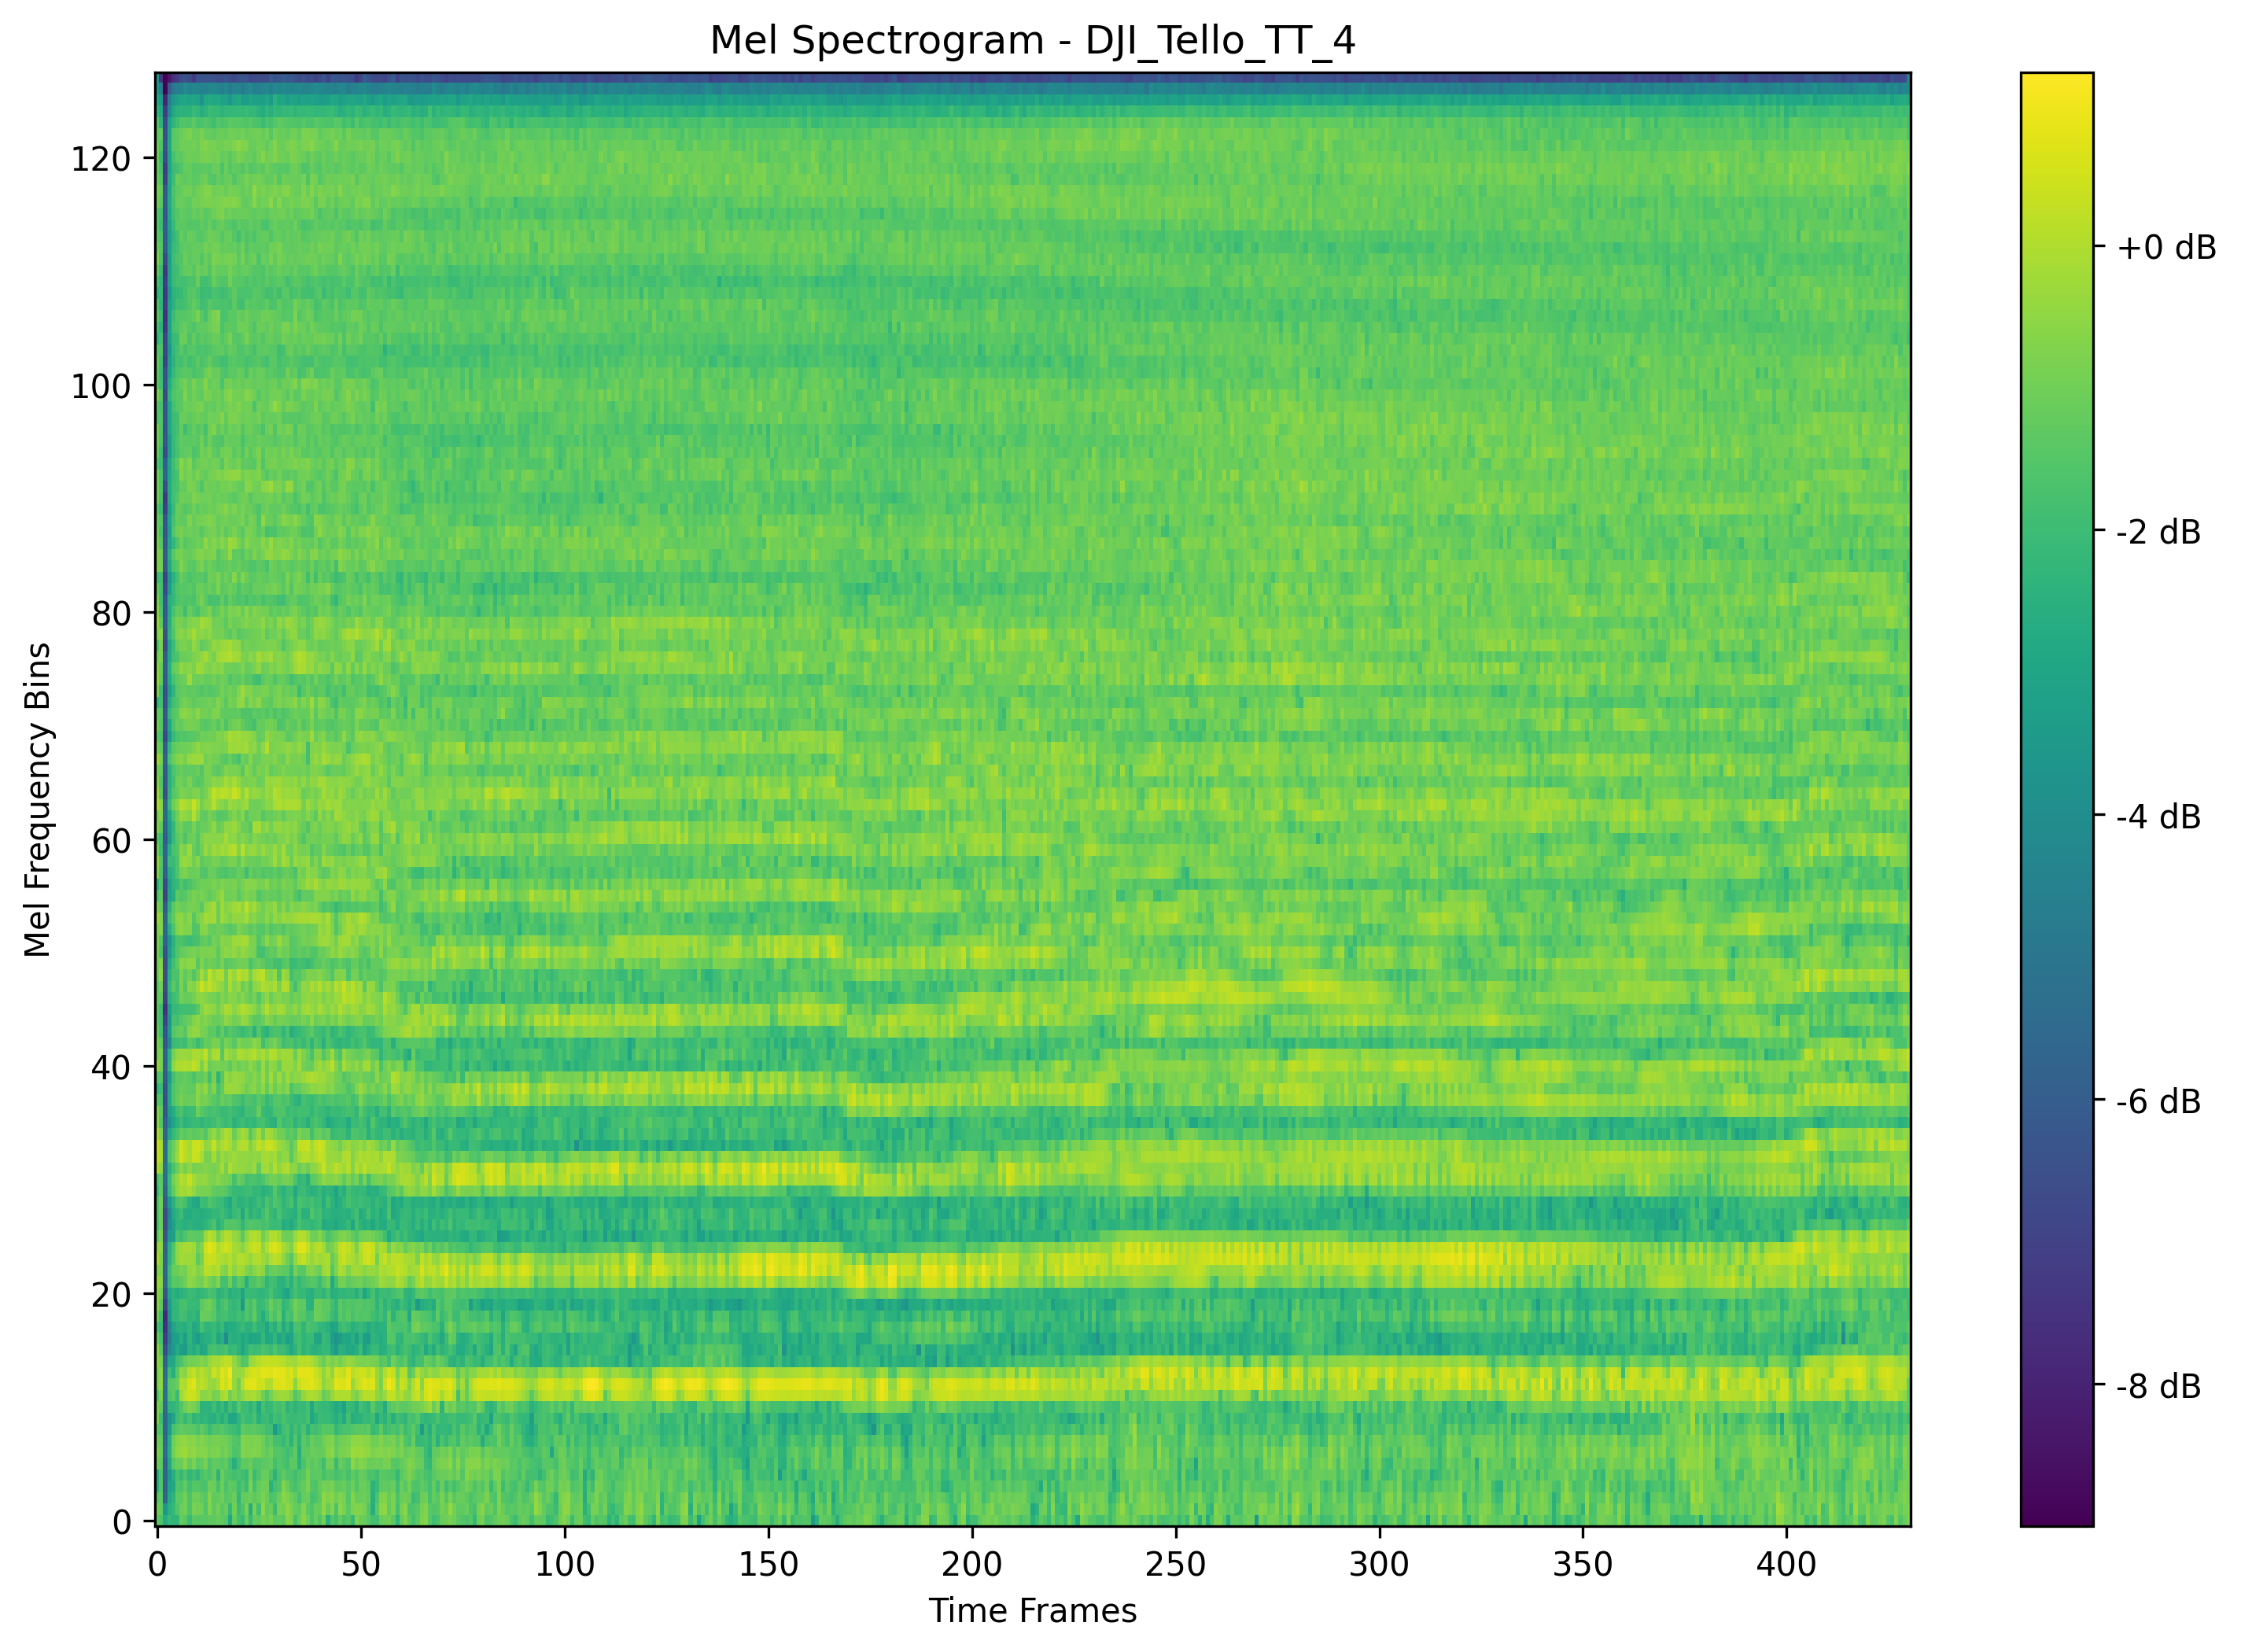 Mel Spectrogram - DJI_Tello_TT_4
Mel Frequency Bins
120
100
80
60
40
20
0
0 50 100 150 200 250 300 350 400
Time Frames
+0 dB
-2 dB
-4 dB
-6 dB
-8 dB